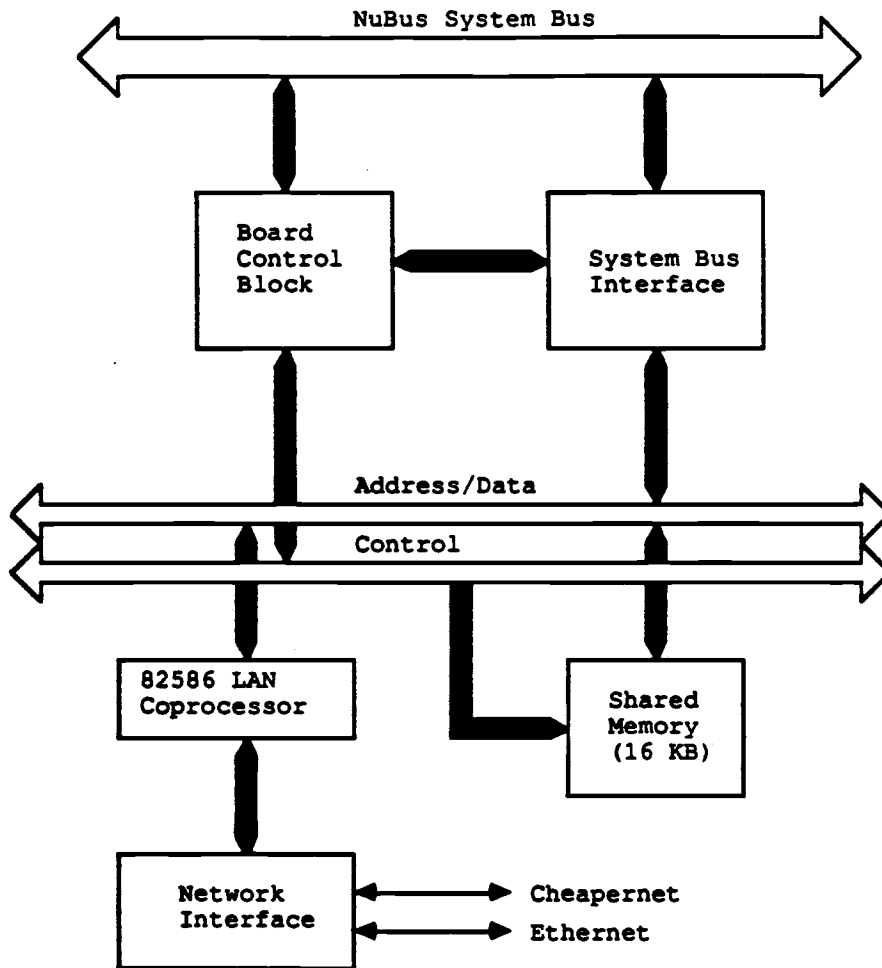 NuBus System Bus
Board
Control
Block
System Bus
Interface
Address/Data
Control
82586 LAN
Coprocessor
Shared
Memory
(16 KB)
Network
Interface
Cheapernet
Ethernet